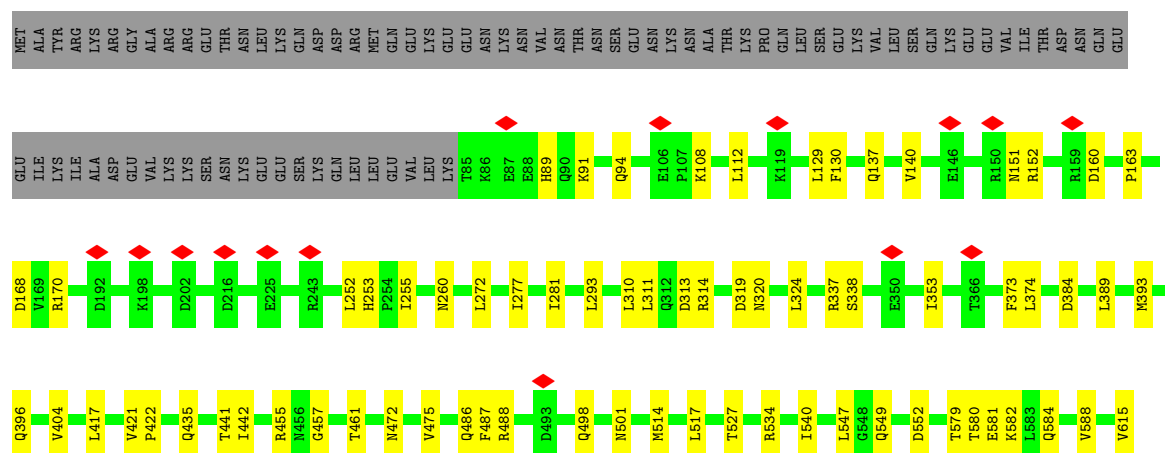 MET ALA TYR ARG LYS ARG GLY ALA ARG ARG GLU THR ASN LEU LYS GLN ASP ASP ARG MET GLN GLU LYS GLU GLU ASN LYS ASN VAL ASN THR ASN SER GLU ASN LYS ASN ALA THR LYS PRO GLN LEU SER GLU LYS VAL LEU SER GLN LYS GLU GLU VAL ILE THR ASP ASN GLN GLU
GLU ILE LYS ILE ALA ASP GLU VAL LYS LYS SER ASN LYS GLU GLU SER LYS GLN LEU LEU GLU VAL LEU LYS T85 K86 E87 E88 H89 Q90 K91 Q94 E106 P107 K108 L112 K119 L129 F130 Q137 V140 E146 R150 N151 R152 R159 D160 P163
D168 V169 R170 D192 K198 D202 D216 E225 R243 L252 H253 P254 I255 N260 L272 I277 I281 L293 L310 L311 Q312 D313 R314 D319 N320 L324 R337 S338 E350 I353 T366 F373 L374 D384 L389 M393
Q396 V404 L417 V421 P422 Q435 T441 I442 R455 N456 G457 T461 N472 V475 Q486 F487 R488 D493 Q498 N501 M514 L517 T527 R534 I540 L547 G548 Q549 D552 T579 T580 E581 K582 L583 Q584 V588 V615